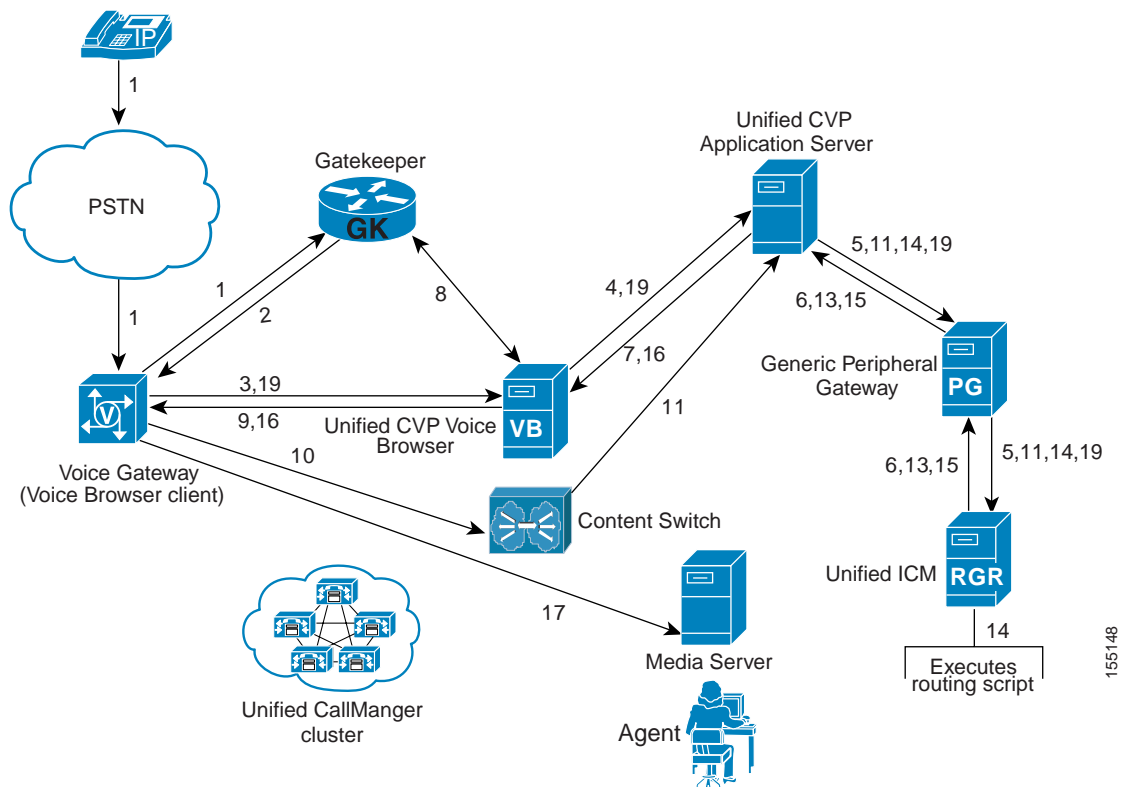 IP
1
PSTN
1
Gatekeeper
GK
1
2
8
Unified CVP
Application Server
4,19
7,16
5,11,14,19
6,13,15
Generic Peripheral
Gateway
PG
3,19
9,16
Unified CVP Voice
Browser
VB
11
10
Voice Gateway
(Voice Browser client)
V
Content Switch
6,13,15
5,11,14,19
Unified ICM
RGR
17
Media Server
14
Executes
routing script
Unified CallManger
cluster
Agent
155148